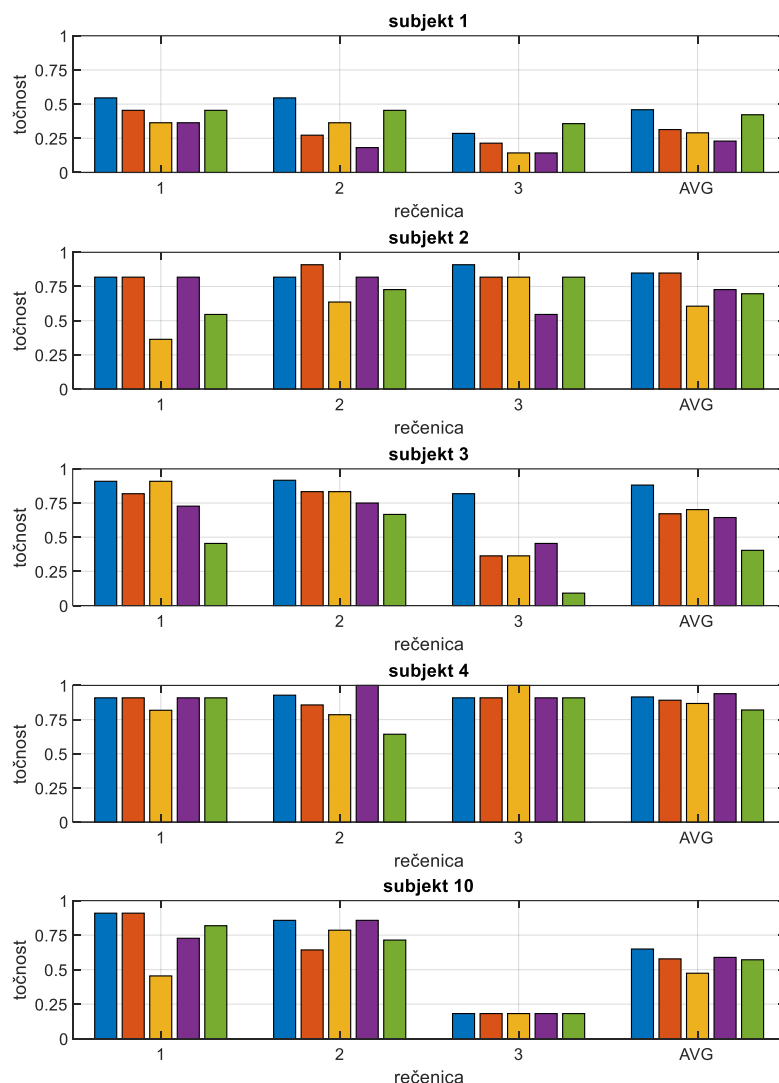 subjekt 1
1
0.75
0.5
0.25
0
točnost
1 2 3 AVG
rečenica
subjekt 2
1
0.75
0.5
0.25
0
točnost
1 2 3 AVG
rečenica
subjekt 3
1
0.75
0.5
0.25
0
točnost
1 2 3 AVG
rečenica
subjekt 4
1
0.75
0.5
0.25
0
točnost
1 2 3 AVG
rečenica
subjekt 10
1
0.75
0.5
0.25
0
točnost
1 2 3 AVG
rečenica